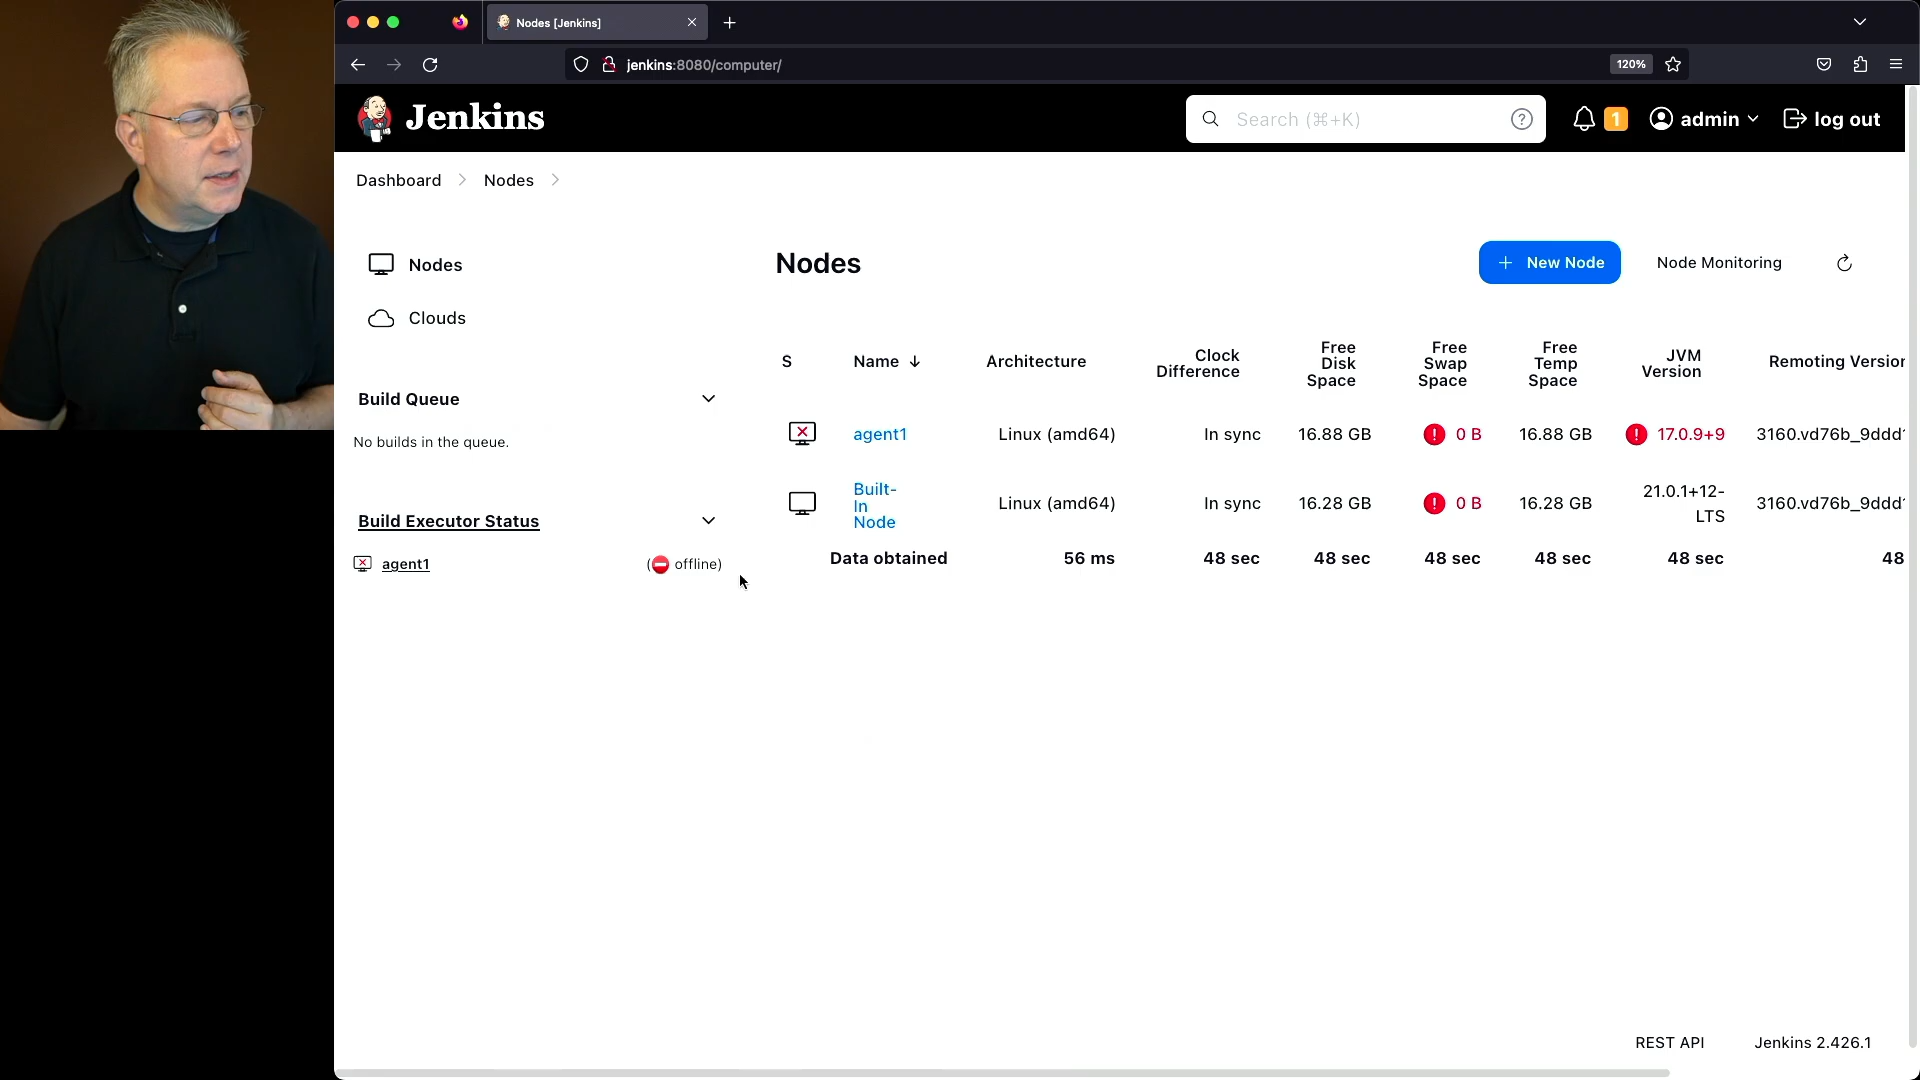 Nodes [Jenkins]
jenkins:8080/computer/
120%
Jenkins
Search (⌘+K)
1
admin
log out
Dashboard
Nodes
Nodes
Clouds
Build Queue
No builds in the queue.
Build Executor Status
agent1 (offline)
Nodes
+ New Node
Node Monitoring
S Name ↓ Architecture Clock Difference Free Disk Space Free Swap Space Free Temp Space JVM Version Remoting Version
agent1 Linux (amd64) In sync 16.88 GB 0 B 16.88 GB 17.0.9+9 3160.vd76b_9ddd
Built-In Node Linux (amd64) In sync 16.28 GB 0 B 16.28 GB 21.0.1+12-LTS 3160.vd76b_9ddd
Data obtained 56 ms 48 sec 48 sec 48 sec 48 sec 48 sec 48
REST API
Jenkins 2.426.1